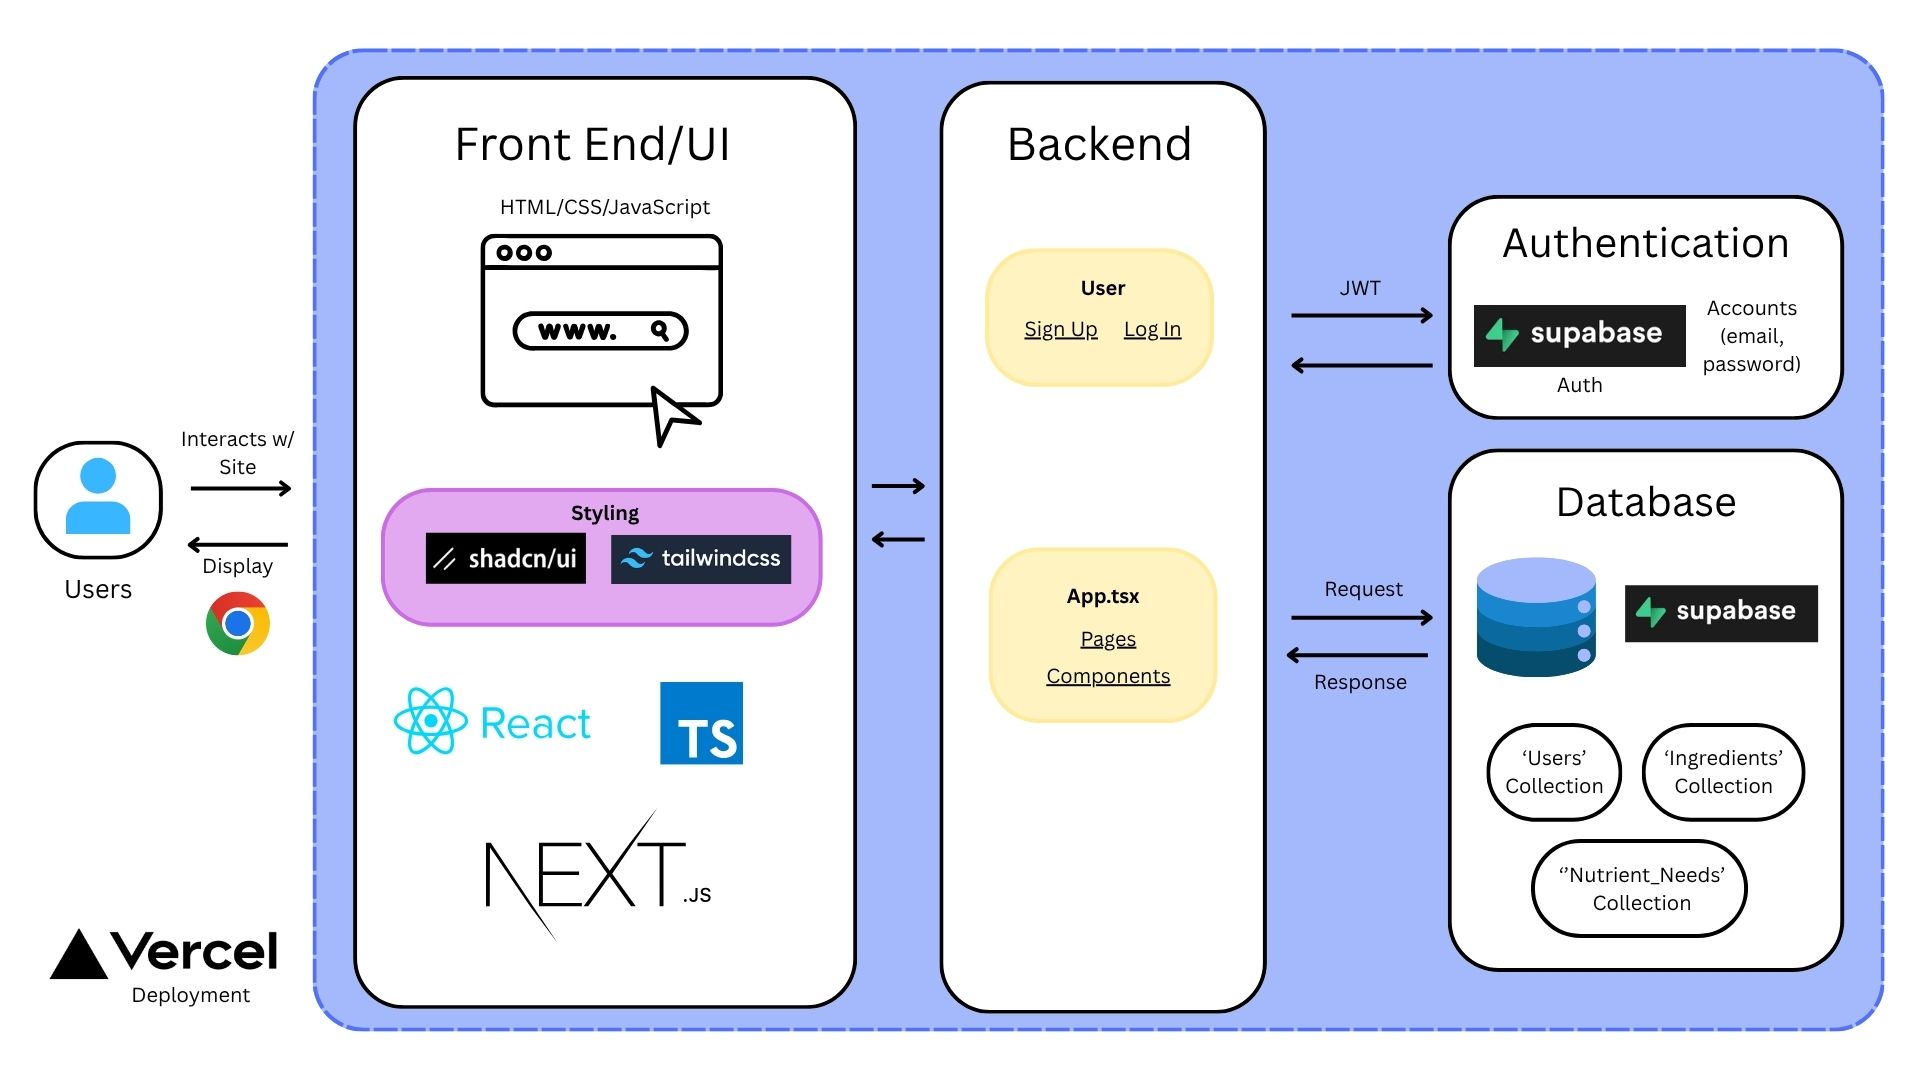 Front End/UI
HTML/CSS/JavaScript
www.
Styling
shadcn/ui
tailwindcss
React
TS
NEXT.JS
Interacts w/
Site
Display
Users
Vercel
Deployment
Backend
User
Sign Up Log In
App.tsx
Pages
Components
JWT
Request
Response
Authentication
supabase
Auth
Accounts
(email,
password)
Database
supabase
‘Users’
Collection
‘Ingredients’
Collection
‘’Nutrient_Needs’
Collection